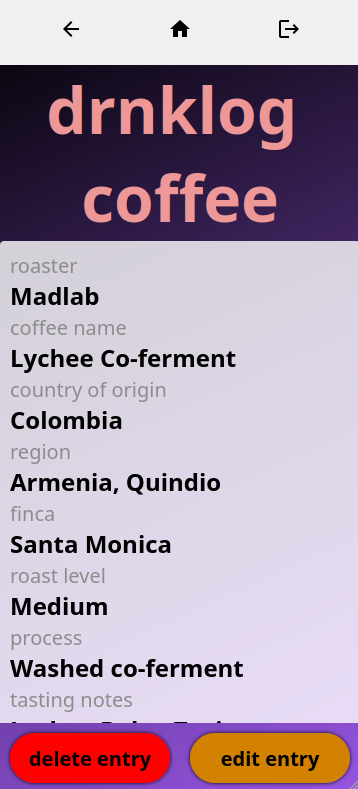 drnklog
coffee
roaster
Madlab
coffee name
Lychee Co-ferment
country of origin
Colombia
region
Armenia, Quindio
finca
Santa Monica
roast level
Medium
process
Washed co-ferment
tasting notes
delete entry
edit entry